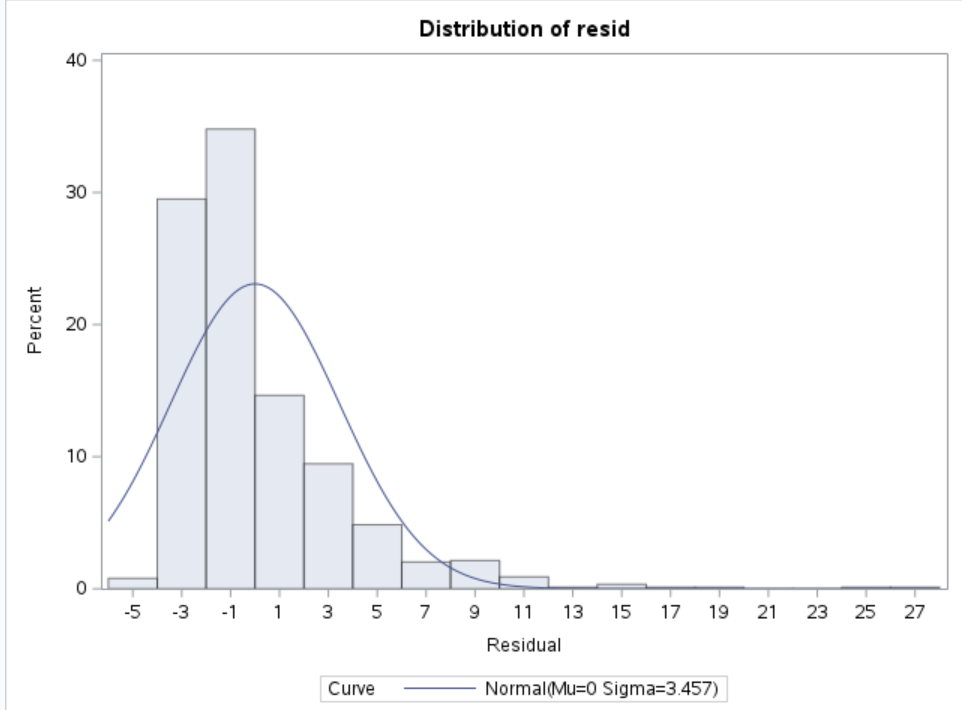 Distribution of resid
40
30
20
10
0
Percent
-5 -3 -1 1 3 5 7 9 11 13 15 17 19 21 23 25 27
Residual
Curve Normal(Mu=0 Sigma=3.457)